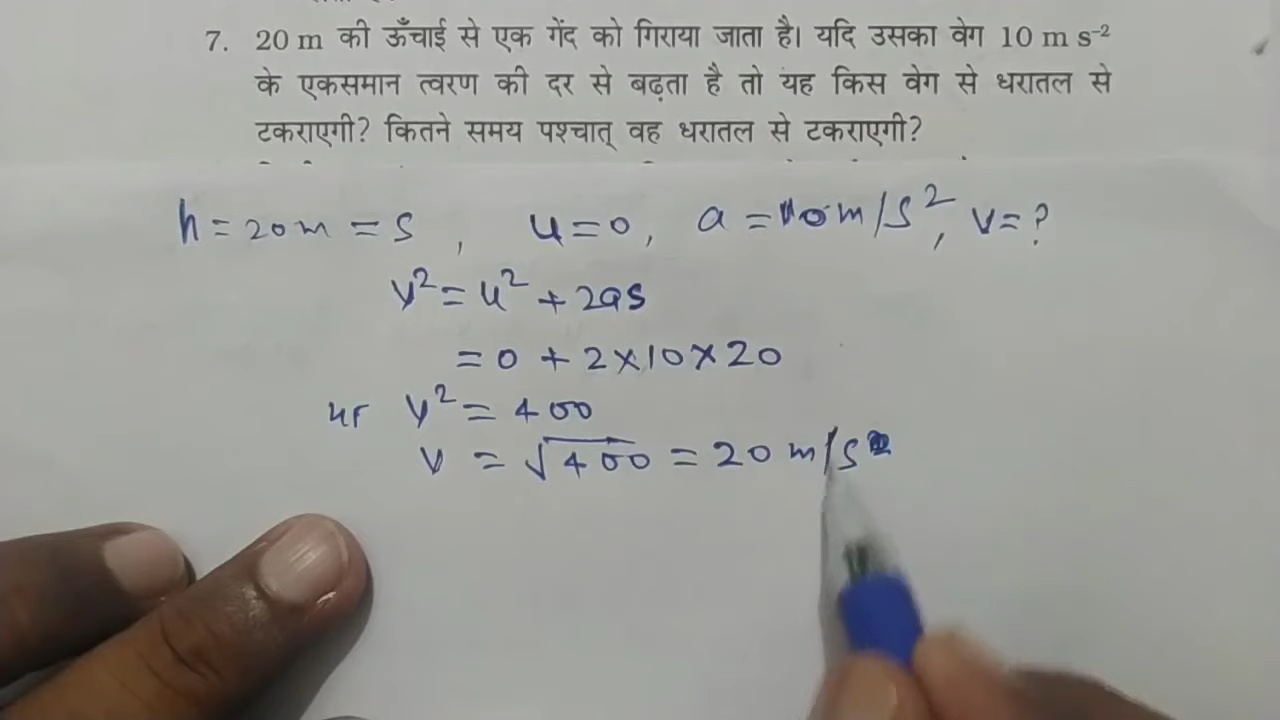 7. 20 m की ऊँचाई से एक गेंद को गिराया जाता है। यदि उसका वेग 10 m s⁻²
के एकसमान त्वरण की दर से बढ़ता है तो यह किस वेग से धरातल से
टकराएगी? कितने समय पश्चात् वह धरातल से टकराएगी?
h = 20m = S, u = 0, a = 10 m/s², v = ?
v² = u² + 2as
= 0 + 2×10×20
या v² = 400
v = √400 = 20 m/s